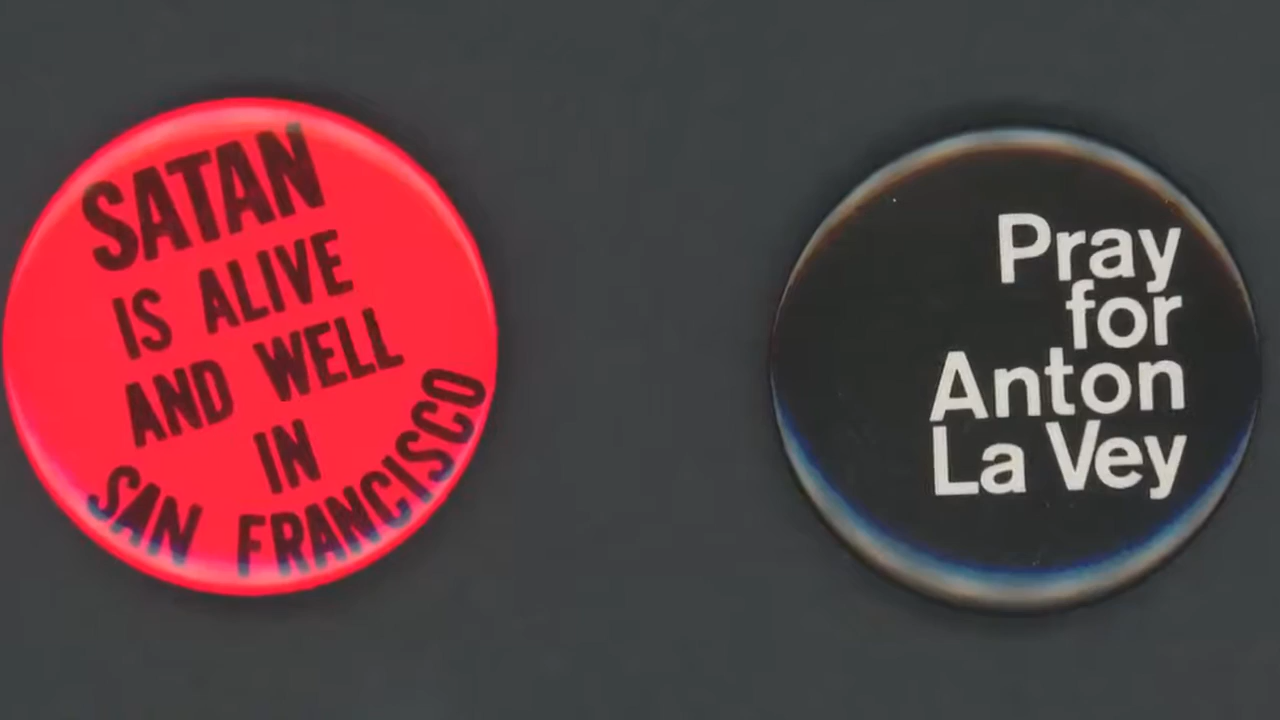 SATAN
IS ALIVE
AND WELL
IN
SAN FRANCISCO
Pray
for
Anton
La Vey